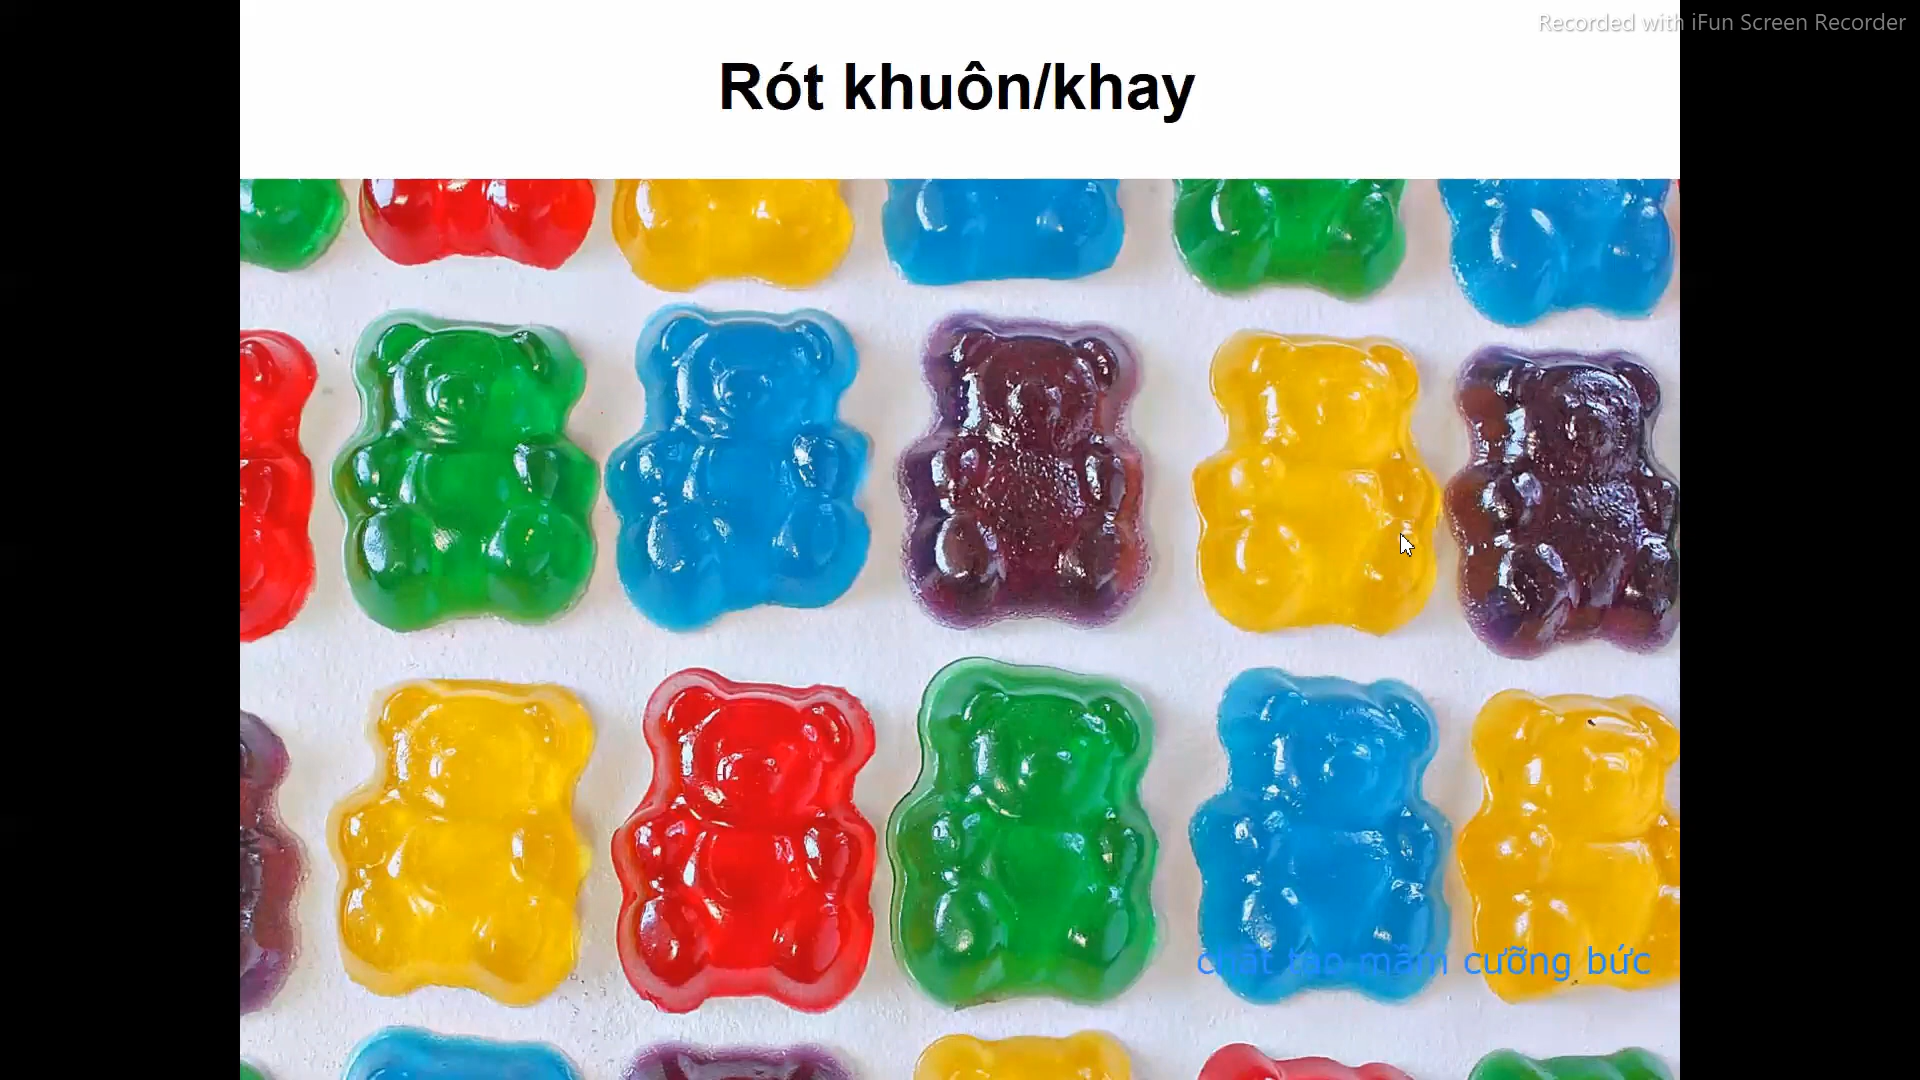 Recorded with iFun Screen Recorder
Rót khuôn/khay
chất tạo mầm cưỡng bức